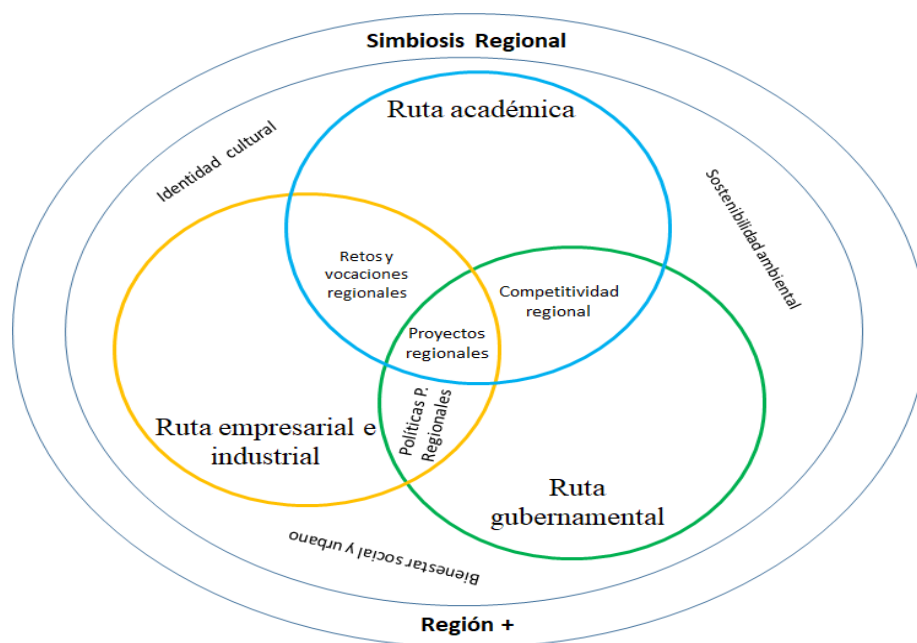 Simbiosis Regional
Ruta académica
Identidad cultural
Sostenibilidad ambiental
Retos y
vocaciones
regionales
Competitividad
regional
Proyectos
regionales
Políticas P.
Regionales
Ruta empresarial e
industrial
Ruta
gubernamental
Bienestar social y urbano
Región +